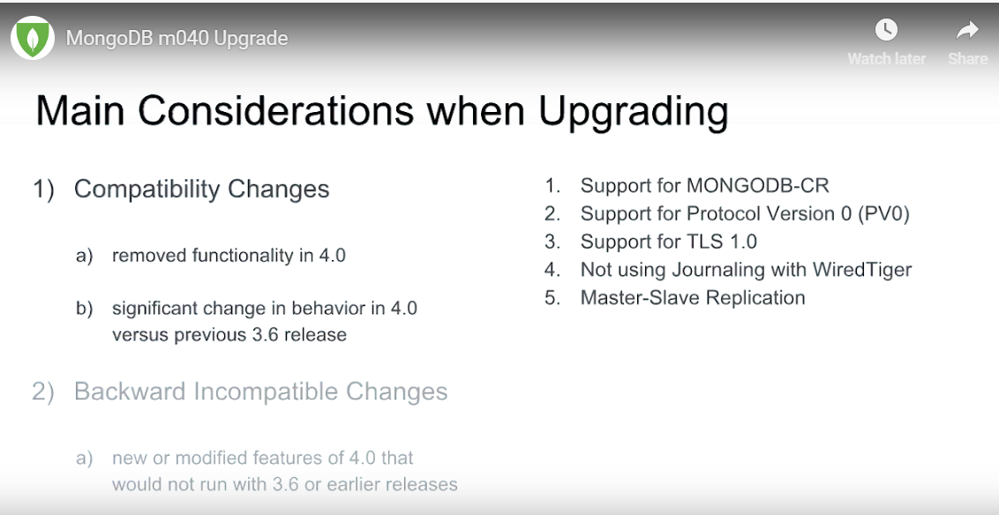 MongoDB m040 Upgrade
Watch later
Share
Main Considerations when Upgrading
1) Compatibility Changes
a) removed functionality in 4.0
b) significant change in behavior in 4.0
versus previous 3.6 release
2) Backward Incompatible Changes
a) new or modified features of 4.0 that
would not run with 3.6 or earlier releases
1. Support for MONGODB-CR
2. Support for Protocol Version 0 (PV0)
3. Support for TLS 1.0
4. Not using Journaling with WiredTiger
5. Master-Slave Replication